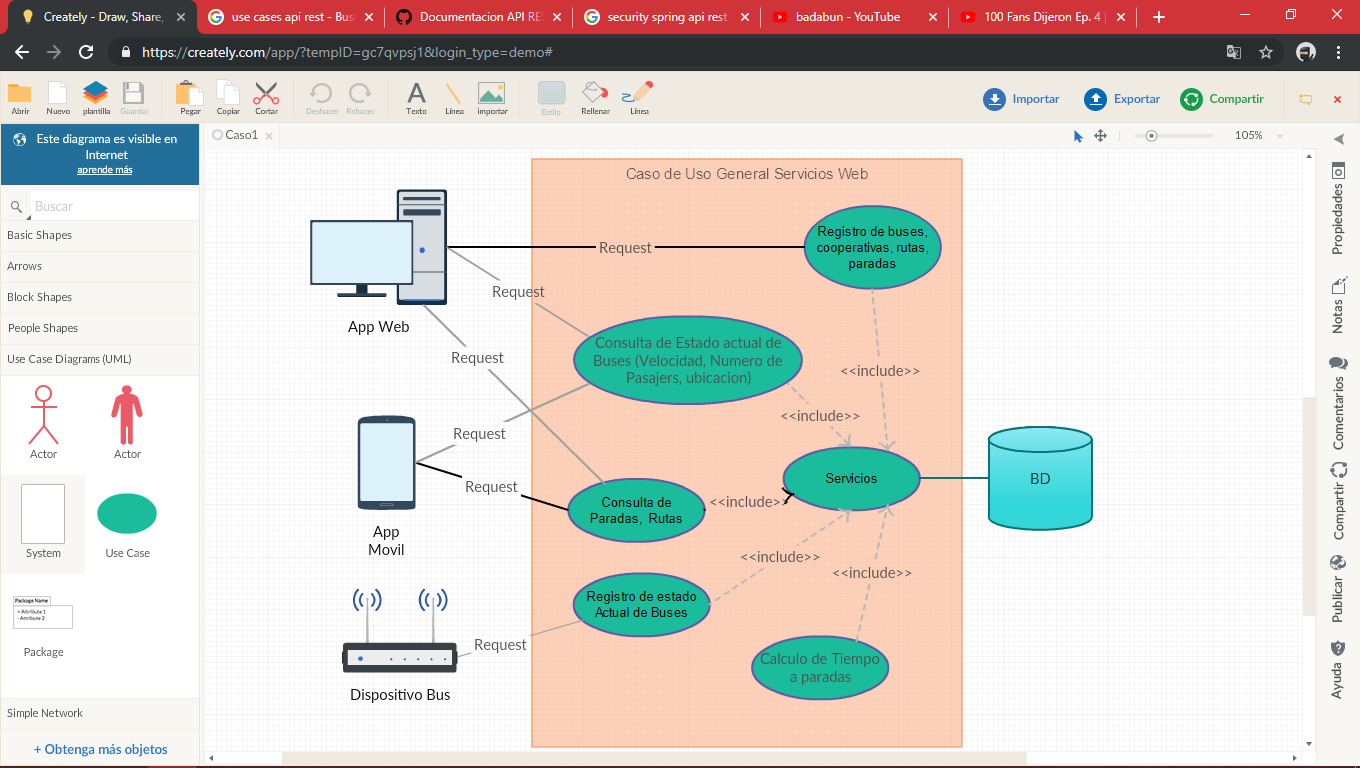 Creately - Draw, Share,
use cases api rest - Bus
Documentacion API RES
security spring api rest
badabun - YouTube
100 Fans Dijeron Ep. 4
https://creately.com/app/?tempID=gc7qvpsj1&login_type=demo#
Abrir
Nuevo
plantilla
Guardar
Pegar
Copiar
Cortar
Deshacer
Rehacer
Texto
Línea
importar
Estilo
Rellenar
Línea
Importar
Exportar
Compartir
Este diagrama es visible en
Internet
aprende más
Buscar
Basic Shapes
Arrows
Block Shapes
People Shapes
Use Case Diagrams (UML)
Actor
Actor
System
Use Case
Package Name
+ Attribute 1
- Attribute 2
Package
Simple Network
+ Obtenga más objetos
Caso1
105%
Caso de Uso General Servicios Web
App Web
Request
Registro de buses,
cooperativas, rutas,
paradas
Request
Request
Consulta de Estado actual de
Buses (Velocidad, Numero de
Pasajers, ubicacion)
<<include>>
<<include>>
Request
Request
App
Movil
Consulta de
Paradas, Rutas
<<include>>
Servicios
BD
<<include>>
<<include>>
Registro de estado
Actual de Buses
Request
Dispositivo Bus
Calculo de Tiempo
a paradas
Propiedades
Notas
Comentarios
Compartir
Publicar
Ayuda